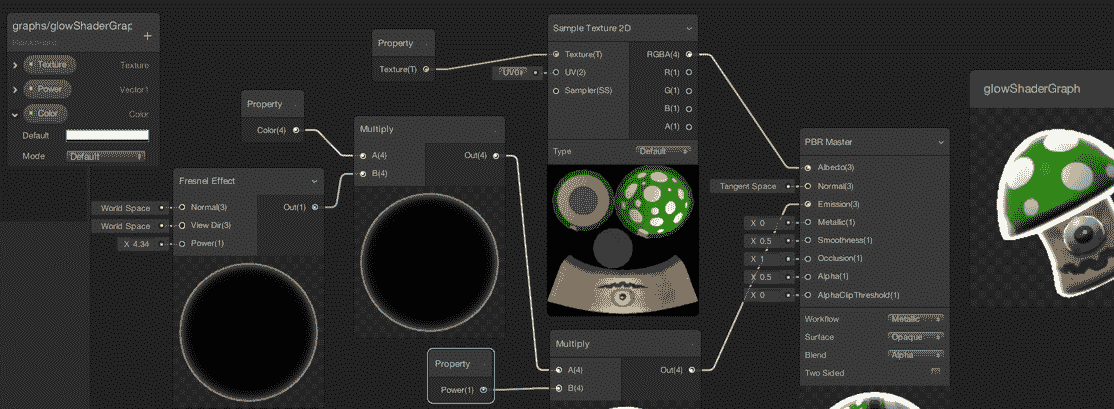 graphs/glowShaderGrap
Blackboard
Texture Texture
Power Vector1
Color Color
Default
Mode Default
Property
Color(4)
Fresnel Effect
World Space Normal(3) Out(1)
World Space View Dir(3)
X 4.34 Power(1)
Multiply
A(4) Out(4)
B(4)
Property
Texture(T)
Sample Texture 2D
Texture(T) RGBA(4)
UV0 UV(2) R(1)
Sampler(SS) G(1)
B(1)
A(1)
Type Default
Property
Power(1)
Multiply
A(4) Out(4)
B(4)
PBR Master
Albedo(3)
Tangent Space Normal(3)
Emission(3)
X 0 Metallic(1)
X 0.5 Smoothness(1)
X 1 Occlusion(1)
X 0.5 Alpha(1)
X 0 AlphaClipThreshold(1)
Workflow Metallic
Surface Opaque
Blend Alpha
Two Sided
glowShaderGraph